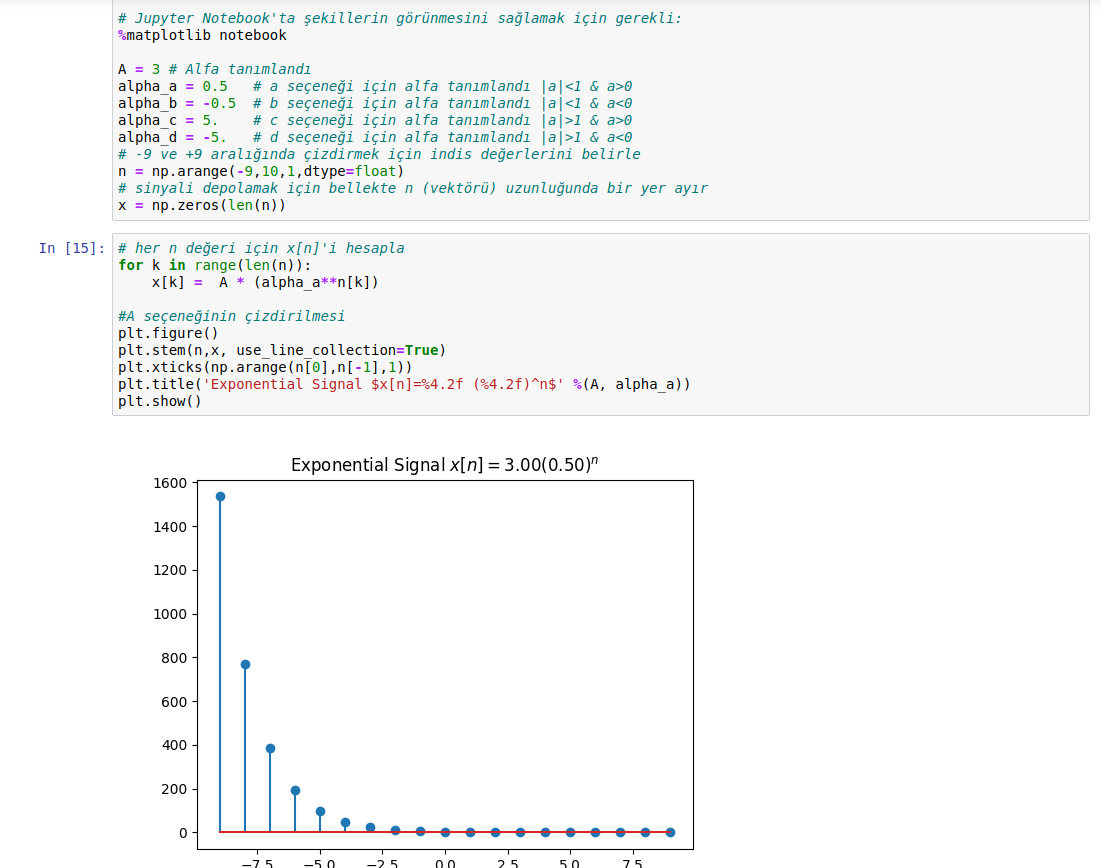 # Jupyter Notebook'ta şekillerin görünmesini sağlamak için gerekli:
%matplotlib notebook
A = 3 # Alfa tanımlandı
alpha_a = 0.5   # a seçeneği için alfa tanımlandı |a|<1 & a>0
alpha_b = -0.5  # b seçeneği için alfa tanımlandı |a|<1 & a<0
alpha_c = 5.    # c seçeneği için alfa tanımlandı |a|>1 & a>0
alpha_d = -5.   # d seçeneği için alfa tanımlandı |a|>1 & a<0
# -9 ve +9 aralığında çizdirmek için indis değerlerini belirle
n = np.arange(-9,10,1,dtype=float)
# sinyali depolamak için bellekte n (vektörü) uzunluğunda bir yer ayır
x = np.zeros(len(n))
In [15]: # her n değeri için x[n]'i hesapla
for k in range(len(n)):
    x[k] =  A * (alpha_a**n[k])
#A seçeneğinin çizdirilmesi
plt.figure()
plt.stem(n,x, use_line_collection=True)
plt.xticks(np.arange(n[0],n[-1],1))
plt.title('Exponential Signal $x[n]=%4.2f (%4.2f)^n$' %(A, alpha_a))
plt.show()
Exponential Signal x[n] = 3.00(0.50)ⁿ
1600
1400
1200
1000
800
600
400
200
0
−7.5 −5.0 −2.5 0.0 2.5 5.0 7.5